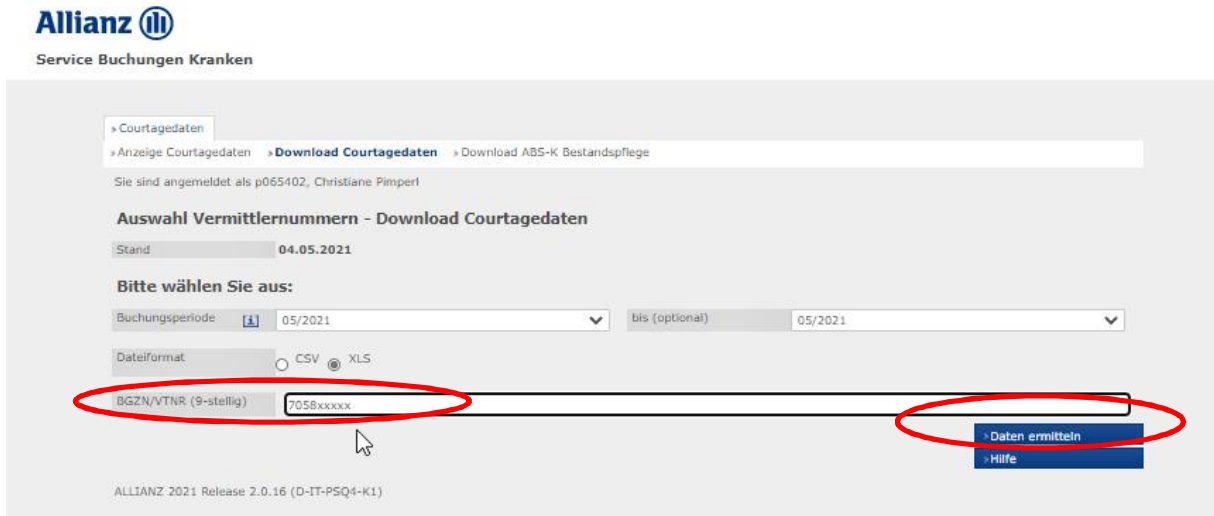 Allianz
Service Buchungen Kranken
» Courtagedaten
» Anzeige Courtagedaten » Download Courtagedaten » Download ABS-K Bestandspflege
Sie sind angemeldet als p065402, Christiane Pimperl
Auswahl Vermittlernummern - Download Courtagedaten
Stand 04.05.2021
Bitte wählen Sie aus:
Buchungsperiode [i] 05/2021 bis (optional) 05/2021
Dateiformat CSV XLS
BGZN/VTNR (9-stellig) 7058xxxxx
» Daten ermitteln
» Hilfe
ALLIANZ 2021 Release 2.0.16 (D-IT-PSQ4-K1)